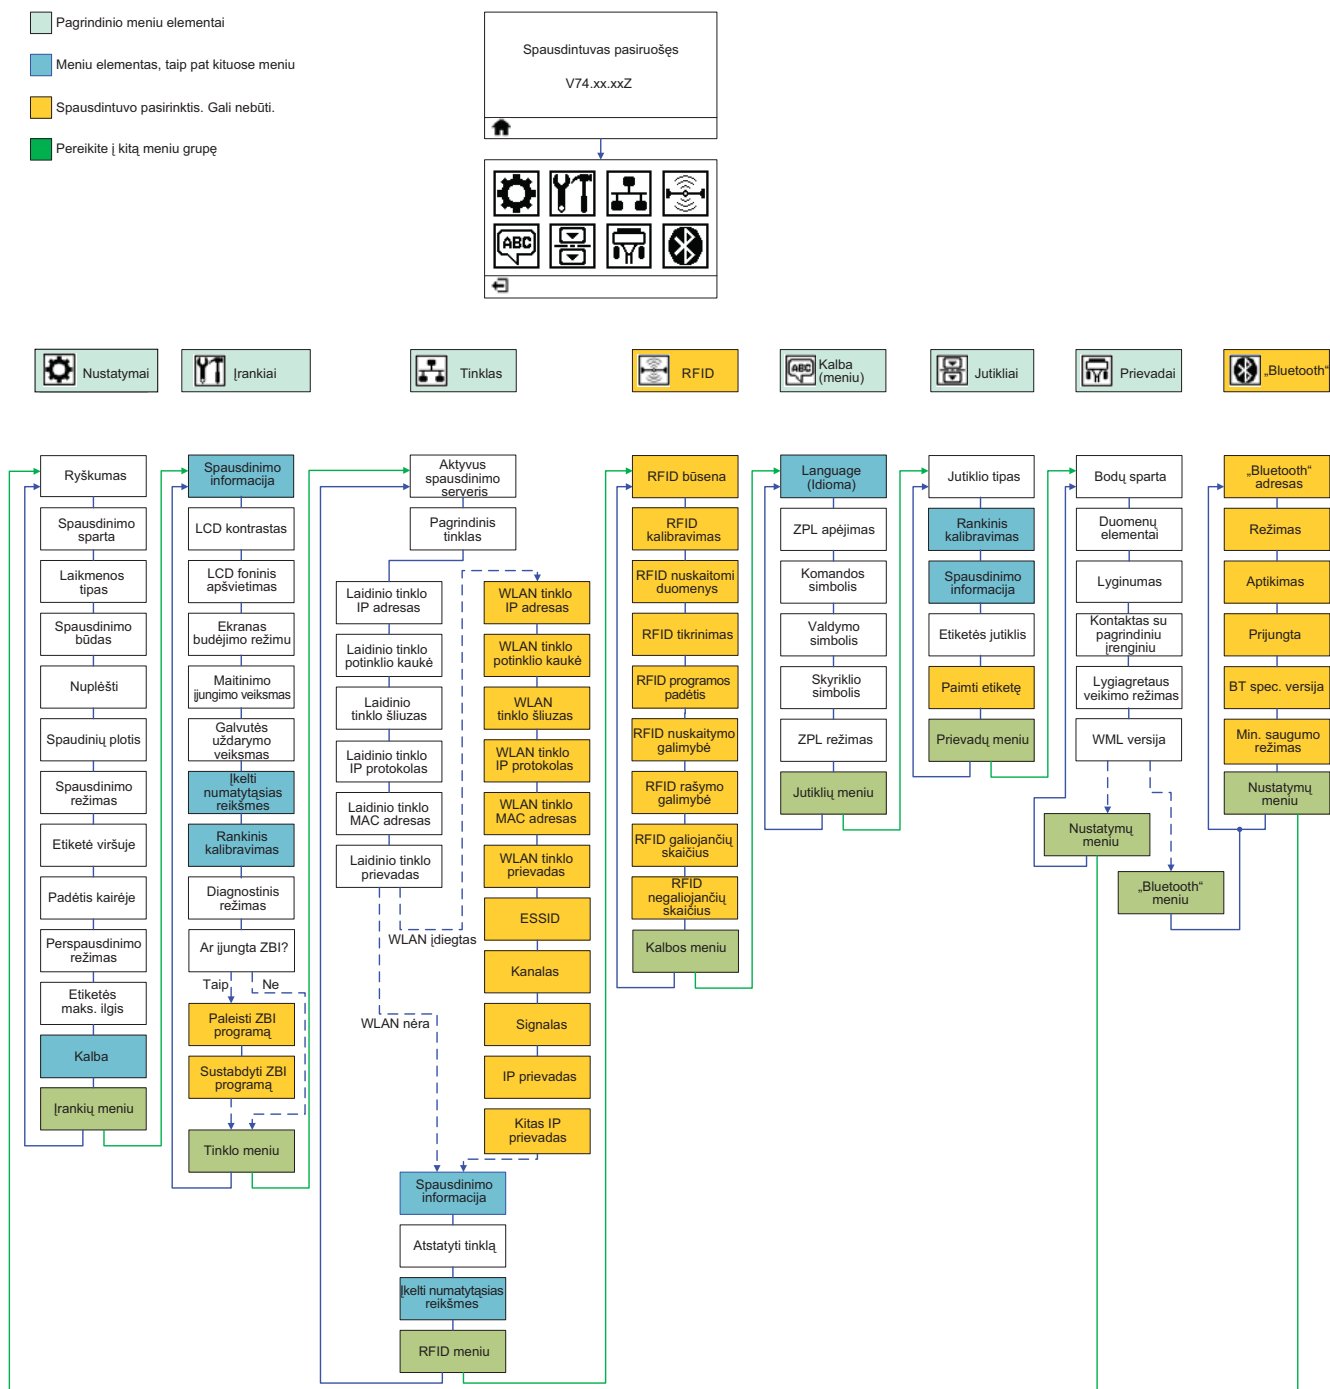 Pagrindinio meniu elementai
Meniu elementas, taip pat kituose meniu
Spausdintuvo pasirinktis. Gali nebūti.
Pereikite į kitą meniu grupę
Spausdintuvas pasiruošęs
V74.xx.xxZ
ABC
Nustatymai
Įrankiai
Tinklas
RFID
ABC
Kalba
(meniu)
Jutikliai
Prievadai
„Bluetooth“
Ryškumas
Spausdinimo
sparta
Laikmenos
tipas
Spausdinimo
būdas
Nuplėšti
Spaudinių plotis
Spausdinimo
režimas
Etiketė viršuje
Padėtis kairėje
Perspausdinimo
režimas
Etiketės
maks. ilgis
Kalba
Įrankių meniu
Spausdinimo
informacija
LCD kontrastas
LCD foninis
apšvietimas
Ekranas
budėjimo režimu
Maitinimo
įjungimo veiksmas
Galvutės
uždarymo
veiksmas
Įkelti
numatytąsias
reikšmes
Rankinis
kalibravimas
Diagnostinis
režimas
Ar įjungta ZBI?
Taip
Ne
Paleisti ZBI
programą
Sustabdyti ZBI
programą
Tinklo meniu
Aktyvus
spausdinimo
serveris
Pagrindinis
tinklas
Laidinio tinklo
IP adresas
Laidinio tinklo
potinklio kaukė
Laidinio
tinklo šliuzas
Laidinio tinklo
IP protokolas
Laidinio tinklo
MAC adresas
Laidinio tinklo
prievadas
WLAN įdiegtas
WLAN nėra
WLAN tinklo
IP adresas
WLAN tinklo
potinklio kaukė
WLAN
tinklo šliuzas
WLAN tinklo
IP protokolas
WLAN tinklo
MAC adresas
WLAN tinklo
prievadas
ESSID
Kanalas
Signalas
IP prievadas
Kitas IP
prievadas
Spausdinimo
informacija
Atstatyti tinklą
Įkelti numatytąsias
reikšmes
RFID meniu
RFID būsena
RFID
kalibravimas
RFID nuskaitomi
duomenys
RFID tikrinimas
RFID programos
padėtis
RFID nuskaitymo
galimybė
RFID rašymo
galimybė
RFID galiojančių
skaičius
RFID
negaliojančių
skaičius
Kalbos meniu
Language
(Idioma)
ZPL apėjimas
Komandos
simbolis
Valdymo
simbolis
Skyriklio
simbolis
ZPL režimas
Jutiklių meniu
Jutiklio tipas
Rankinis
kalibravimas
Spausdinimo
informacija
Etiketės jutiklis
Paimti etiketę
Prievadų meniu
Bodų sparta
Duomenų
elementai
Lyginumas
Kontaktas su
pagrindiniu
įrenginiu
Lygiagretaus
veikimo režimas
WML versija
Nustatymų
meniu
„Bluetooth“
meniu
„Bluetooth“
adresas
Režimas
Aptikimas
Prijungta
BT spec. versija
Min. saugumo
režimas
Nustatymų
meniu